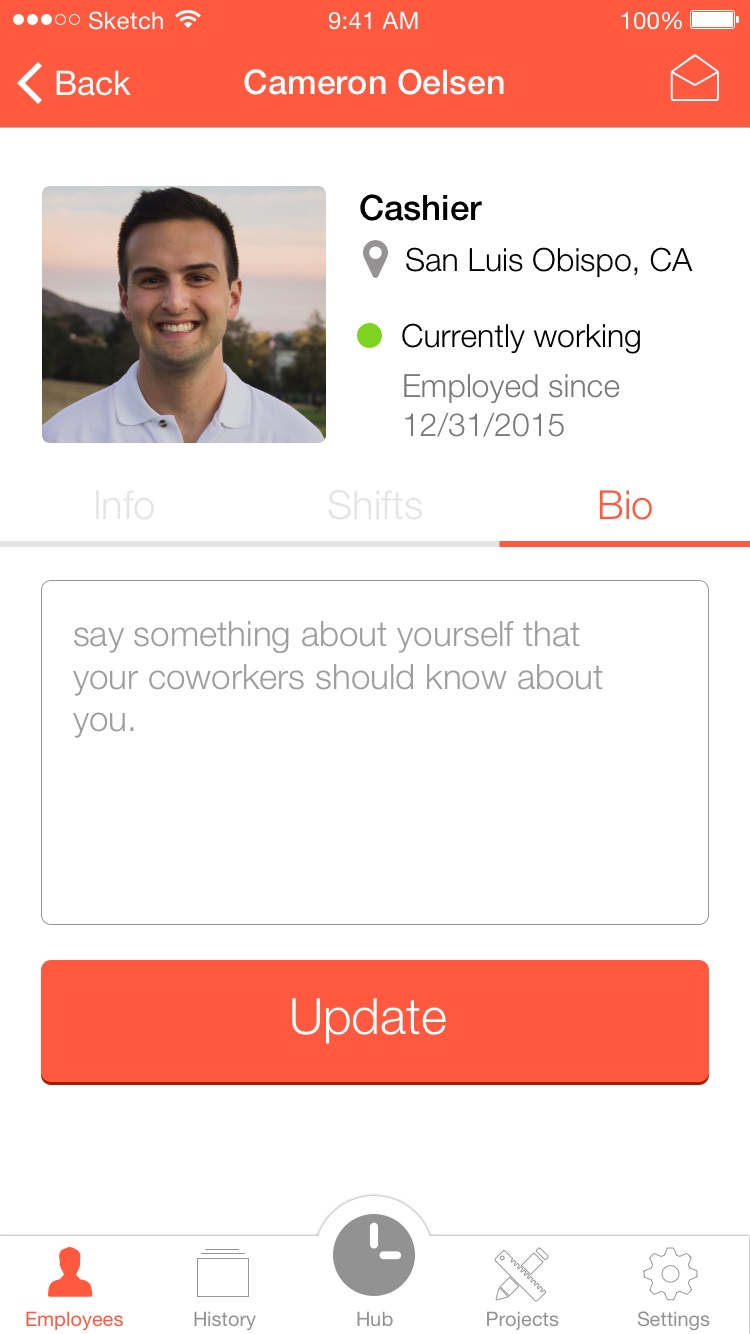 Sketch 9:41 AM 100%
Back Cameron Oelsen
Cashier
San Luis Obispo, CA
Currently working
Employed since
12/31/2015
Info Shifts Bio
say something about yourself that
your coworkers should know about
you.
Update
Employees History Hub Projects Settings